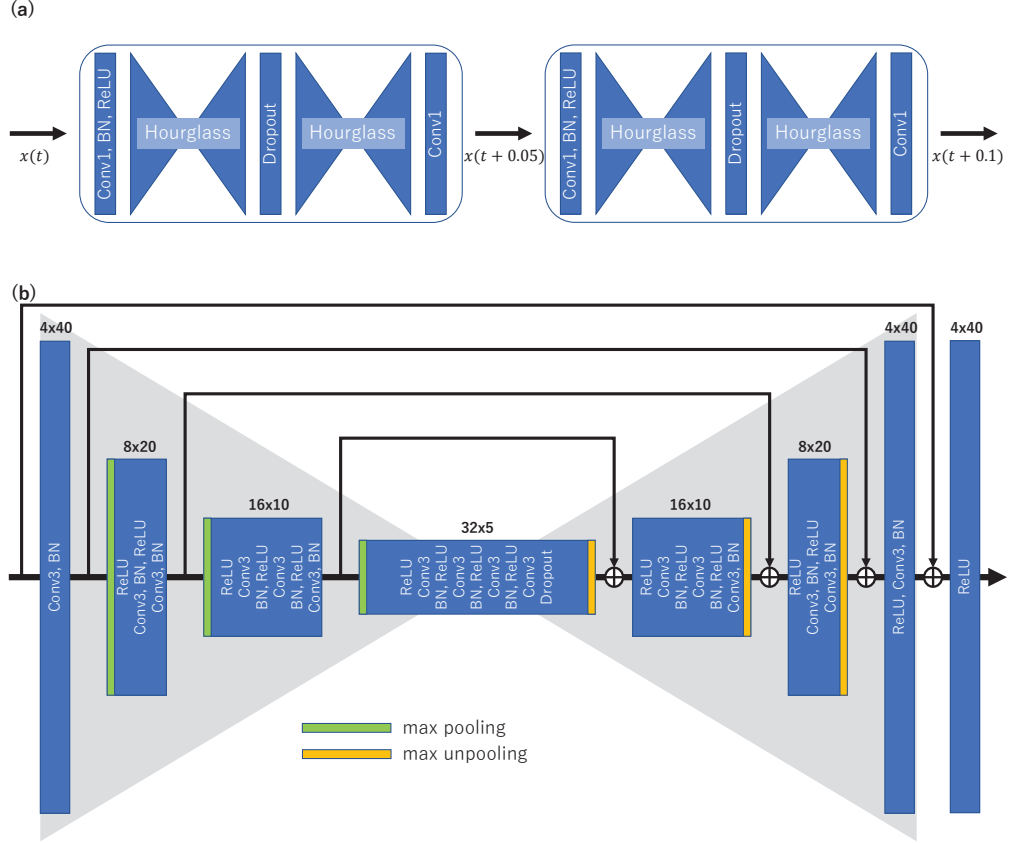 (a)
Conv1, BN, ReLU
Hourglass
Dropout
Hourglass
Conv1
Conv1, BN, ReLU
Hourglass
Dropout
Hourglass
Conv1
x(t)
x(t + 0.05)
x(t + 0.1)
(b)
4x40
Conv3, BN
8x20
ReLU
Conv3, BN, ReLU
Conv3, BN
16x10
ReLU
Conv3
BN, ReLU
Conv3
BN, ReLU
Conv3, BN
32x5
ReLU
Conv3
BN, ReLU
Conv3
BN, ReLU
Conv3
BN, ReLU
Conv3
Dropout
16x10
ReLU
Conv3
BN, ReLU
Conv3
BN, ReLU
Conv3, BN
8x20
ReLU
Conv3, BN, ReLU
Conv3, BN
4x40
ReLU, Conv3, BN
4x40
ReLU
max pooling
max unpooling